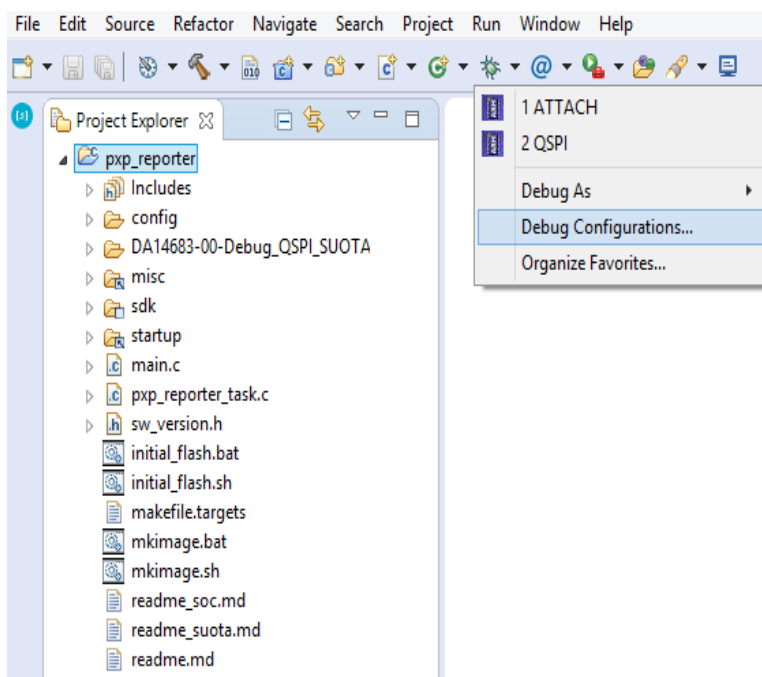 File Edit Source Refactor Navigate Search Project Run Window Help
Project Explorer
1 ATTACH
2 QSPI
Debug As
Debug Configurations...
Organize Favorites...
pxp_reporter
Includes
config
DA14683-00-Debug_QSPI_SUOTA
misc
sdk
startup
main.c
pxp_reporter_task.c
sw_version.h
initial_flash.bat
initial_flash.sh
makefile.targets
mkimage.bat
mkimage.sh
readme_soc.md
readme_suota.md
readme.md